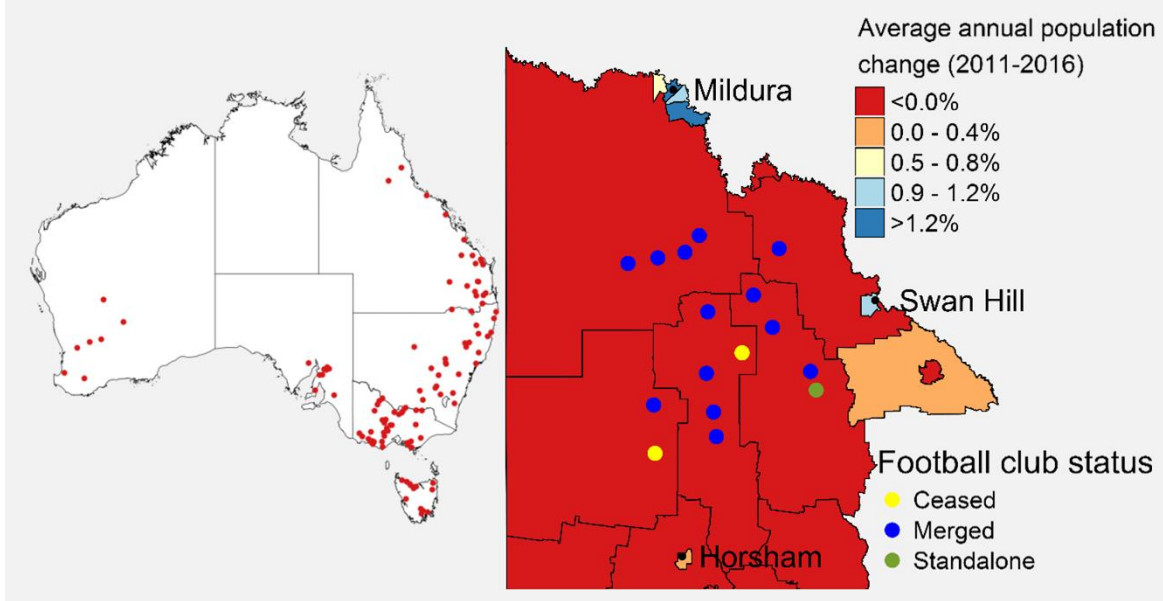 Average annual population
change (2011-2016)
<0.0%
0.0 - 0.4%
0.5 - 0.8%
0.9 - 1.2%
>1.2%
Mildura
Swan Hill
Football club status
Ceased
Merged
Standalone
Horsham